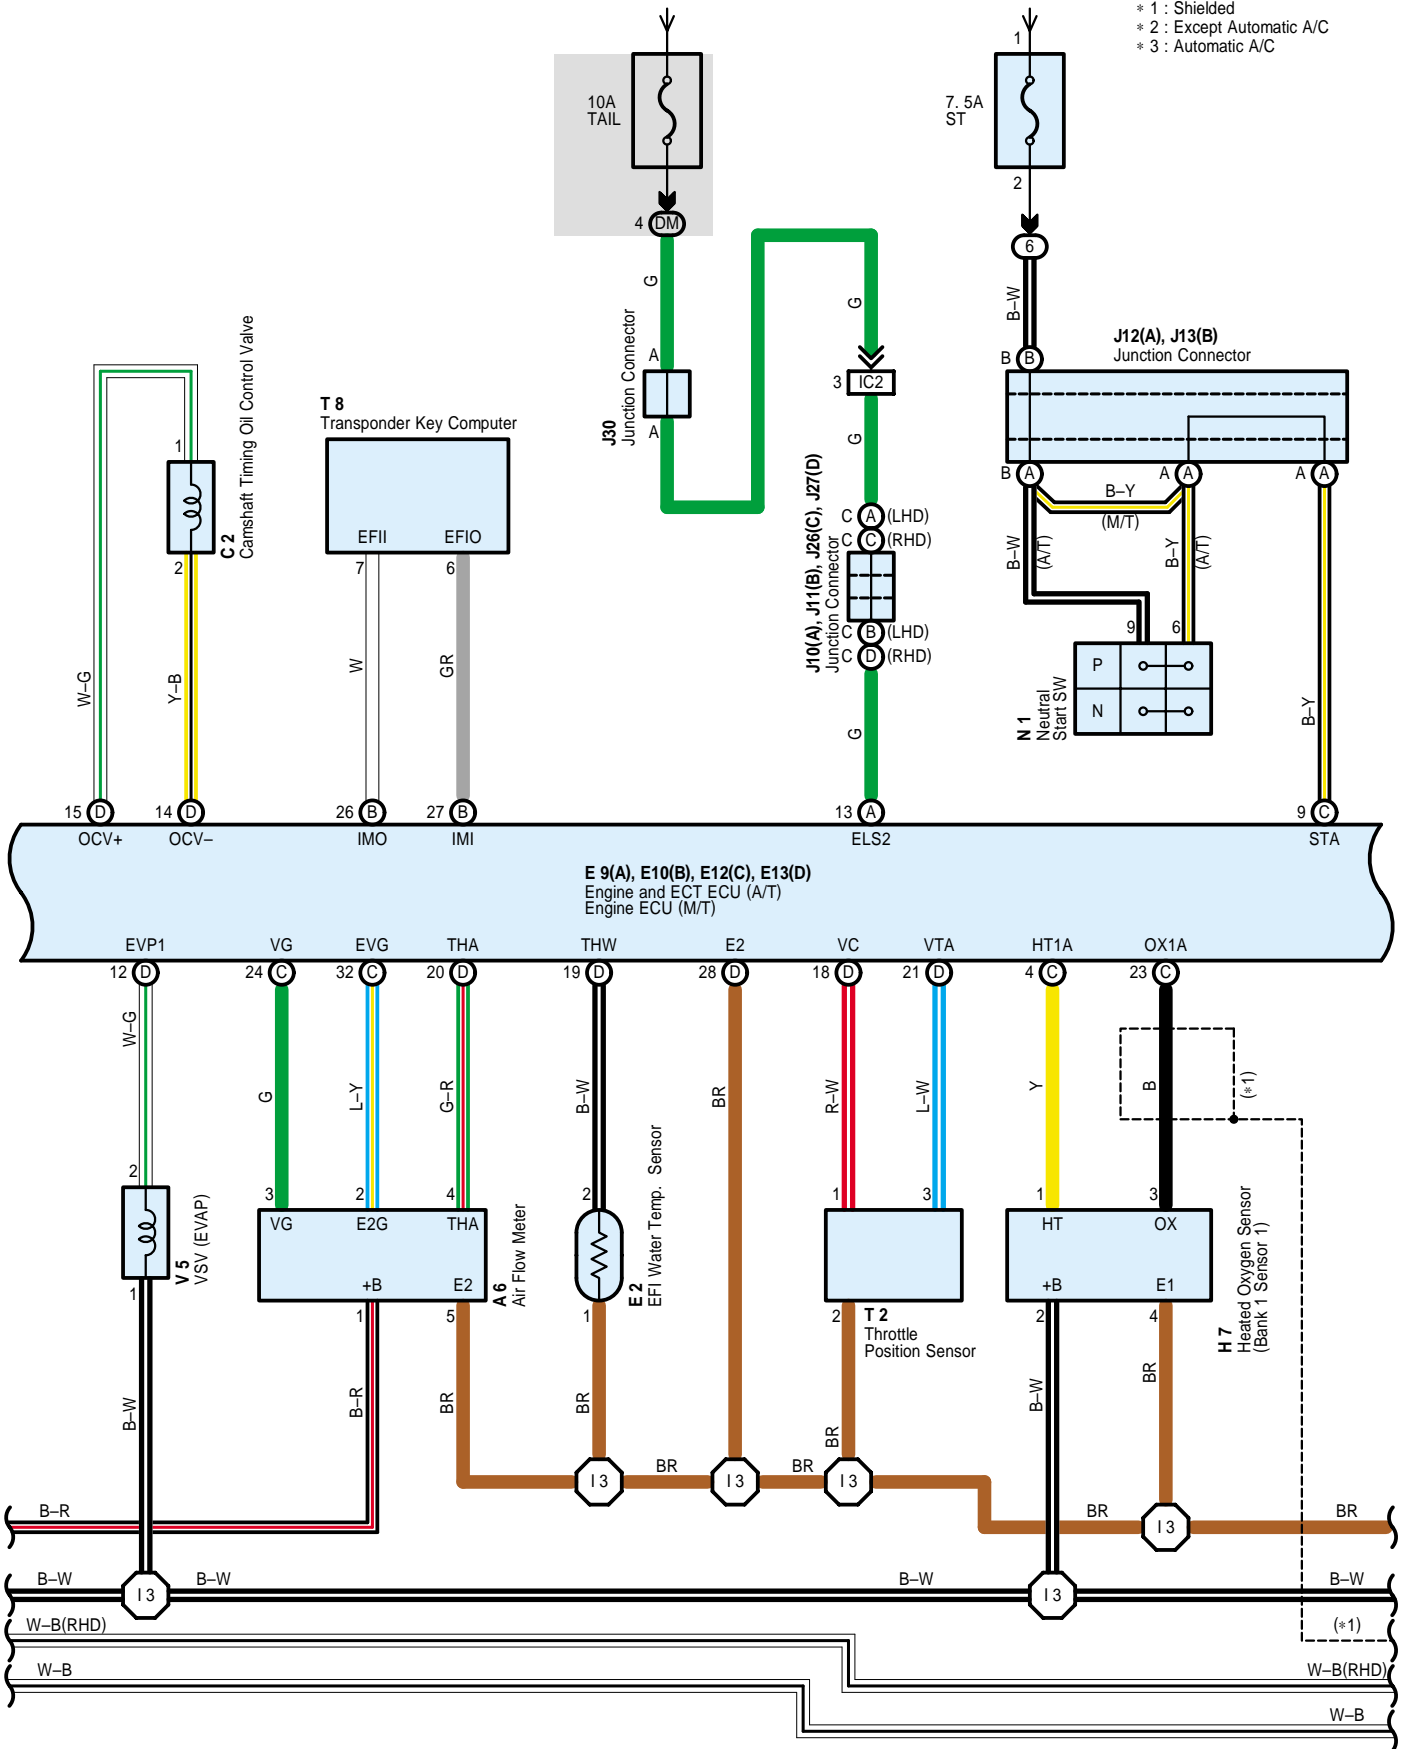 * 1 : Shielded
* 2 : Except Automatic A/C
* 3 : Automatic A/C
10A
TAIL
4 DM
1
7. 5A
ST
2
6
G
B–W
G
J30
Junction Connector
A
A
3 IC2
G
B B
J12(A), J13(B)
Junction Connector
B A
A A
A A
B–Y
(M/T)
B–W
(A/T)
B–Y
(A/T)
B–Y
C A (LHD)
C C (RHD)
J10(A), J11(B), J26(C), J27(D)
Junction Connector
C B (LHD)
C D (RHD)
G
9
6
P
N
N 1
Neutral
Start SW
1
2
C 2
Camshaft Timing Oil Control Valve
W–G
Y–B
T 8
Transponder Key Computer
EFII
EFIO
7
6
W
GR
15 D
14 D
26 B
27 B
13 A
9 C
OCV+
OCV–
IMO
IMI
ELS2
STA
E 9(A), E10(B), E12(C), E13(D)
Engine and ECT ECU (A/T)
Engine ECU (M/T)
EVP1
VG
EVG
THA
THW
E2
VC
VTA
HT1A
OX1A
12 D
24 C
32 C
20 D
19 D
28 D
18 D
21 D
4 C
23 C
W–G
G
L–Y
G–R
B–W
BR
R–W
L–W
Y
B
(*1)
2
1
V 5
VSV (EVAP)
3
2
4
VG
E2G
THA
+B
E2
1
5
A 6
Air Flow Meter
2
1
E 2
EFI Water Temp. Sensor
1
3
2
T 2
Throttle
Position Sensor
1
3
HT
OX
+B
E1
2
4
H 7
Heated Oxygen Sensor
(Bank 1 Sensor 1)
B–W
B–R
BR
BR
BR
B–W
BR
I 3
BR
I 3
BR
I 3
B–R
BR
I 3
BR
B–W
I 3
B–W
B–W
I 3
B–W
W–B(RHD)
(*1)
W–B
W–B(RHD)
W–B